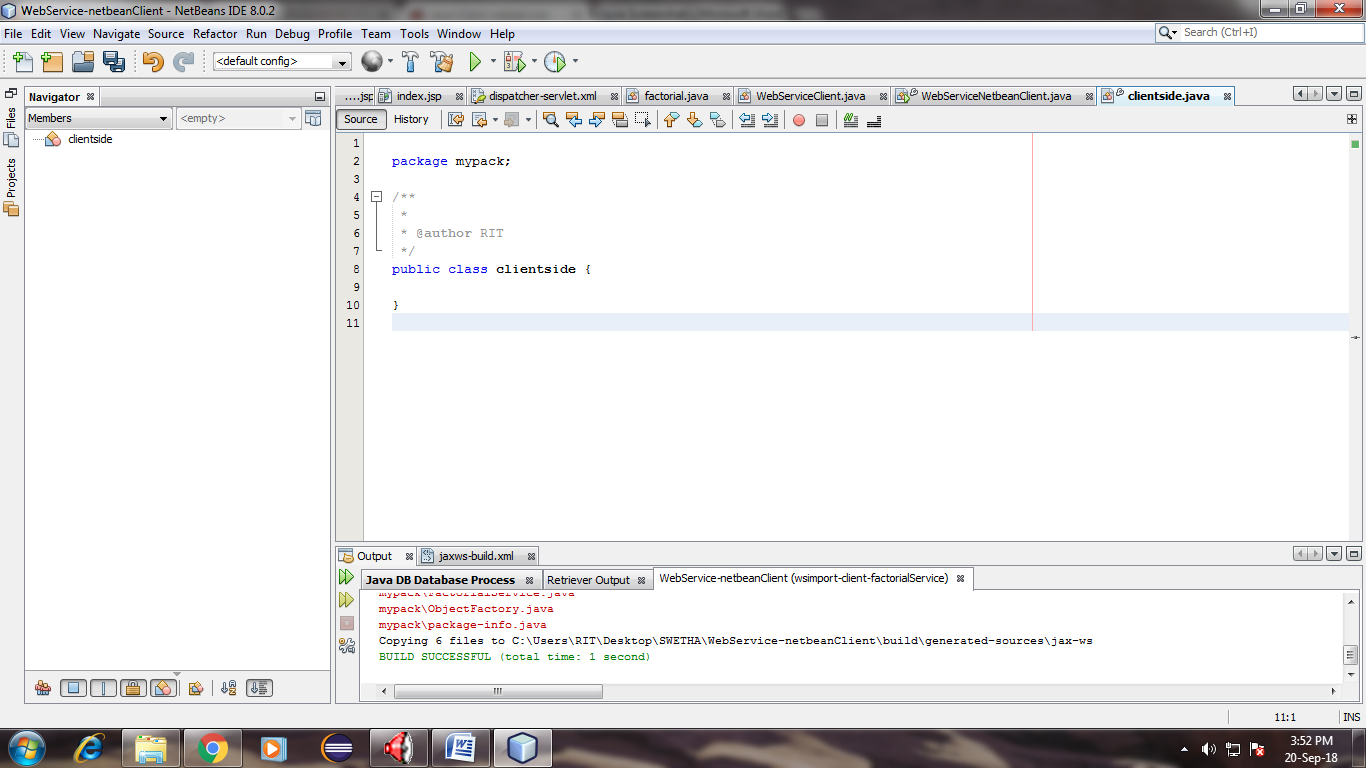 WebService-netbeanClient - NetBeans IDE 8.0.2
File Edit View Navigate Source Refactor Run Debug Profile Team Tools Window Help
Search (Ctrl+I)
<default config>
Files
Projects
Navigator
Members
<empty>
clientside
....jsp index.jsp dispatcher-servlet.xml factorial.java WebServiceClient.java WebServiceNetbeanClient.java clientside.java
Source History
1
2 package mypack;
3
4 /**
5 *
6 * @author RIT
7 */
8 public class clientside {
9
10 }
11
Output jaxws-build.xml
Java DB Database Process Retriever Output WebService-netbeanClient (wsimport-client-factorialService)
mypack\FactorialService.java
mypack\ObjectFactory.java
mypack\package-info.java
Copying 6 files to C:\Users\RIT\Desktop\SWETHA\WebService-netbeanClient\build\generated-sources\jax-ws
BUILD SUCCESSFUL (total time: 1 second)
11:1 INS
3:52 PM
20-Sep-18